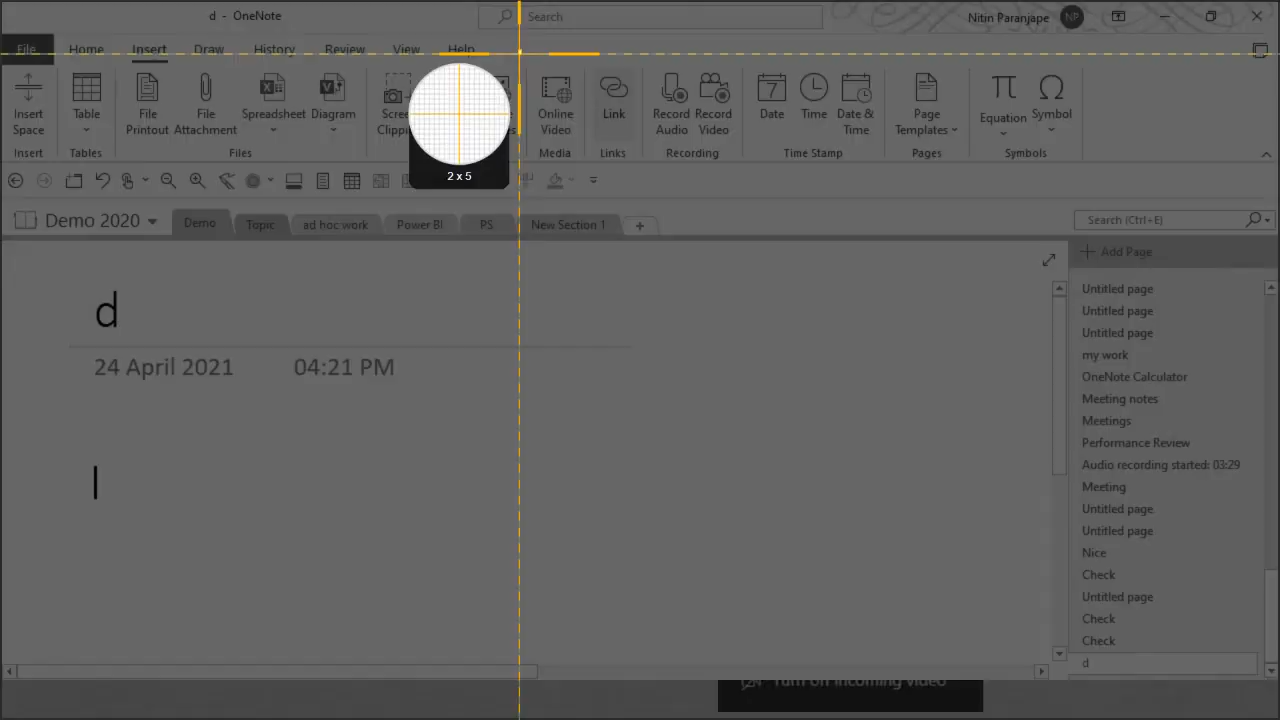 d - OneNote
Search
Nitin Paranjape
NP
File
Home
Insert
Draw
History
Review
View
Help
Insert Space
Table
File Printout
File Attachment
Spreadsheet
Diagram
Online Video
Link
Record Audio
Record Video
Date
Time
Date & Time
Page Templates
Equation
Symbol
Insert
Tables
Files
Media
Links
Recording
Time Stamp
Pages
Symbols
2 x 5
Demo 2020
Demo
Topic
ad hoc work
Power BI
PS
New Section 1
Search (Ctrl+E)
Add Page
d
24 April 2021
04:21 PM
Untitled page
Untitled page
Untitled page
my work
OneNote Calculator
Meeting notes
Meetings
Performance Review
Audio recording started: 03:29
Meeting
Untitled page
Untitled page
Nice
Check
Untitled page
Check
Check
d
Turn on incoming video